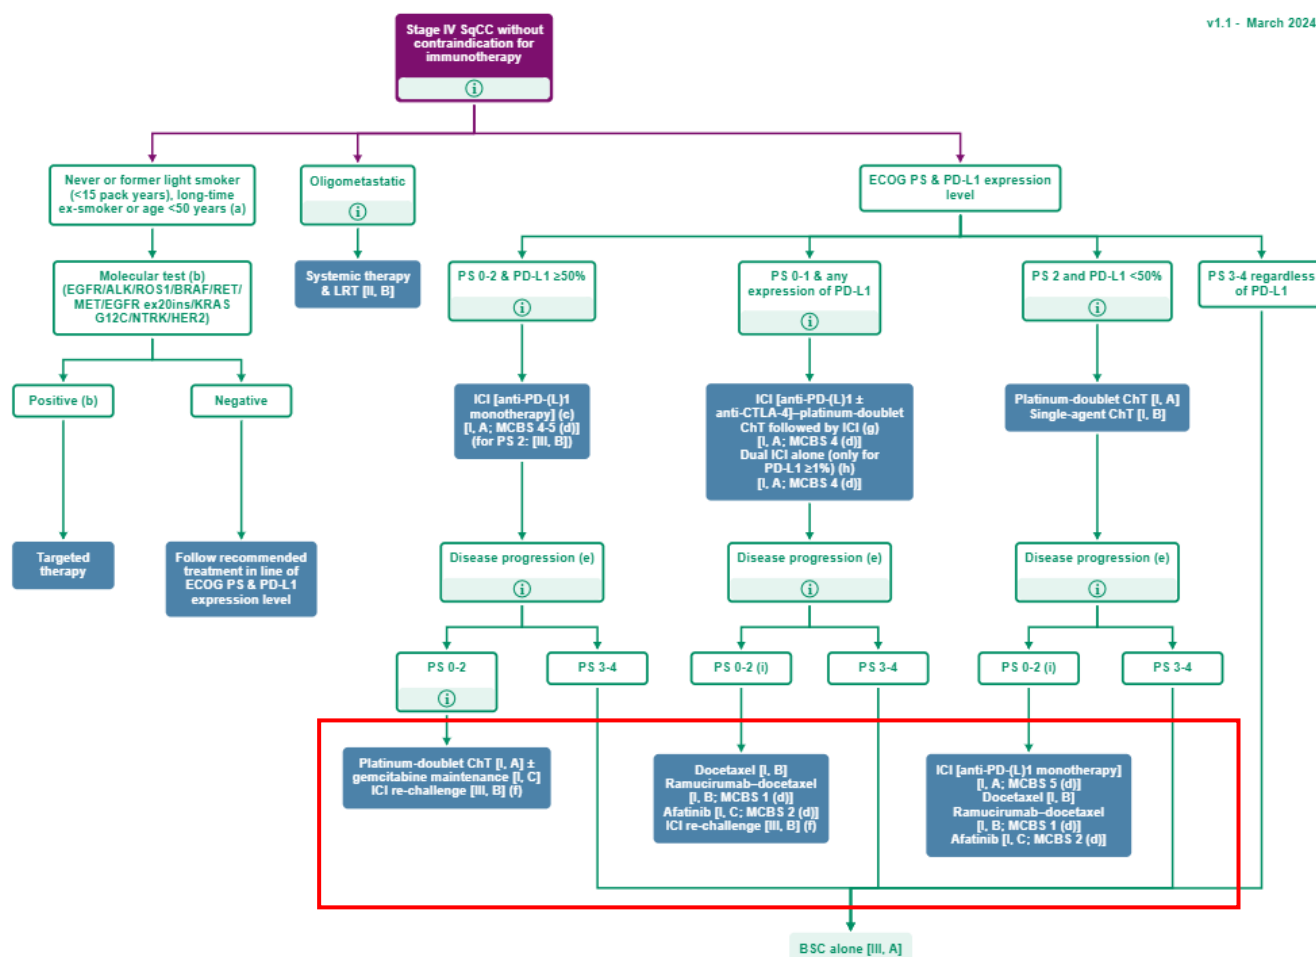 v1.1 - March 2024
Stage IV SqCC without
contraindication for
immunotherapy
Never or former light smoker
(<15 pack years), long-time
ex-smoker or age <50 years (a)
Oligometastatic
ECOG PS & PD-L1 expression
level
Molecular test (b)
(EGFR/ALK/ROS1/BRAF/RET/
MET/EGFR ex20ins/KRAS
G12C/NTRK/HER2)
Systemic therapy
& LRT [II, B]
PS 0-2 & PD-L1 ≥50%
PS 0-1 & any
expression of PD-L1
PS 2 and PD-L1 <50%
PS 3-4 regardless
of PD-L1
Positive (b)
Negative
ICI [anti-PD-(L)1
monotherapy] (c)
[I, A; MCBS 4-5 (d)]
(for PS 2: [III, B])
ICI [anti-PD-(L)1 ±
anti-CTLA-4]–platinum-doublet
ChT followed by ICI (g)
[I, A; MCBS 4 (d)]
Dual ICI alone (only for
PD-L1 ≥1%) (h)
[I, A; MCBS 4 (d)]
Platinum-doublet ChT [I, A]
Single-agent ChT [I, B]
Targeted
therapy
Follow recommended
treatment in line of
ECOG PS & PD-L1
expression level
Disease progression (e)
Disease progression (e)
Disease progression (e)
PS 0-2
PS 3-4
PS 0-2 (i)
PS 3-4
PS 0-2 (i)
PS 3-4
Platinum-doublet ChT [I, A] ±
gemcitabine maintenance [I, C]
ICI re-challenge [III, B] (f)
Docetaxel [I, B]
Ramucirumab–docetaxel
[I, B; MCBS 1 (d)]
Afatinib [I, C; MCBS 2 (d)]
ICI re-challenge [III, B] (f)
ICI [anti-PD-(L)1 monotherapy]
[I, A; MCBS 5 (d)]
Docetaxel [I, B]
Ramucirumab–docetaxel
[I, B; MCBS 1 (d)]
Afatinib [I, C; MCBS 2 (d)]
BSC alone [III, A]